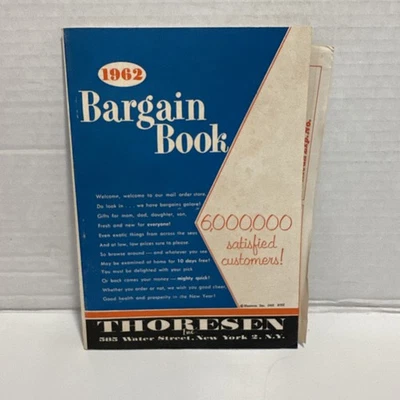 1962
Bargain
Book
Welcome, welcome to our mail order store
Do look in . . . we have bargains galore!
Gifts for mom, dad, daughter, son,
Fresh and new for everyone!
Even exotic things from across the seas
And at low, low prices sure to please.
So browse around — and whatever you see
May be examined at home for 10 days free!
You must be delighted with your pick
Or back comes your money — mighty quick!
Whether you order or not, we wish you good cheer,
Good health and prosperity — the New Year!
6,000,000
satisfied
customers!
THORESEN
Inc.
585 Water Street, New York 2, N.Y.